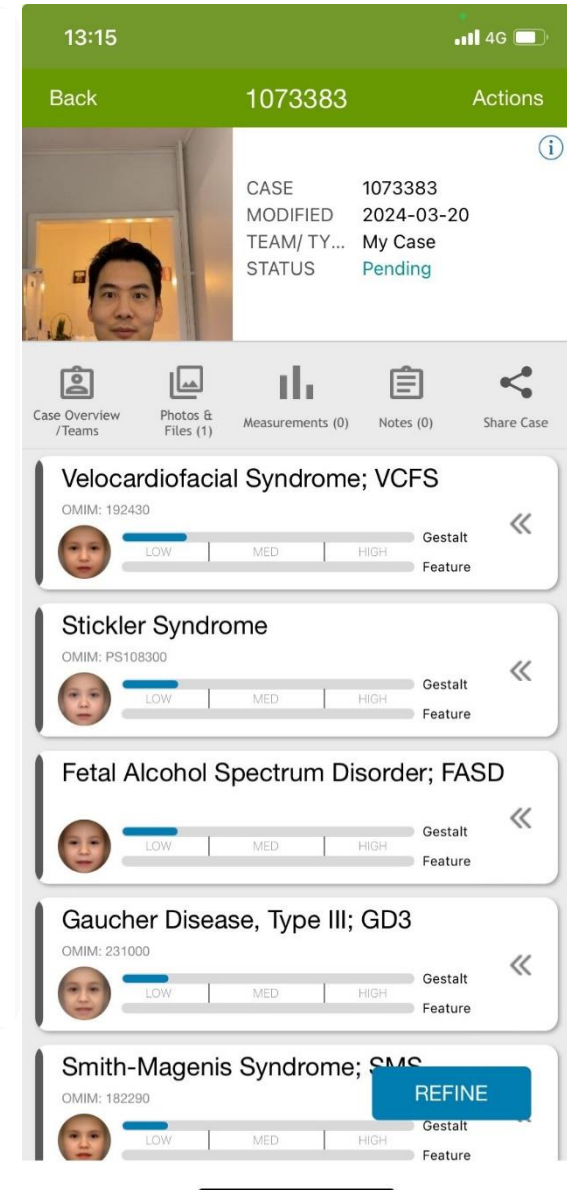 13:15
4G
Back 1073383 Actions
i
CASE 1073383
MODIFIED 2024-03-20
TEAM/ TY... My Case
STATUS Pending
Case Overview
/Teams
Photos &
Files (1)
Measurements (0)
Notes (0)
Share Case
Velocardiofacial Syndrome; VCFS
OMIM: 192430
Gestalt
LOW MED HIGH
Feature
Stickler Syndrome
OMIM: PS108300
Gestalt
LOW MED HIGH
Feature
Fetal Alcohol Spectrum Disorder; FASD
Gestalt
LOW MED HIGH
Feature
Gaucher Disease, Type III; GD3
OMIM: 231000
Gestalt
LOW MED HIGH
Feature
Smith-Magenis Syndrome; SMS
OMIM: 182290
REFINE
Gestalt
LOW MED HIGH
Feature